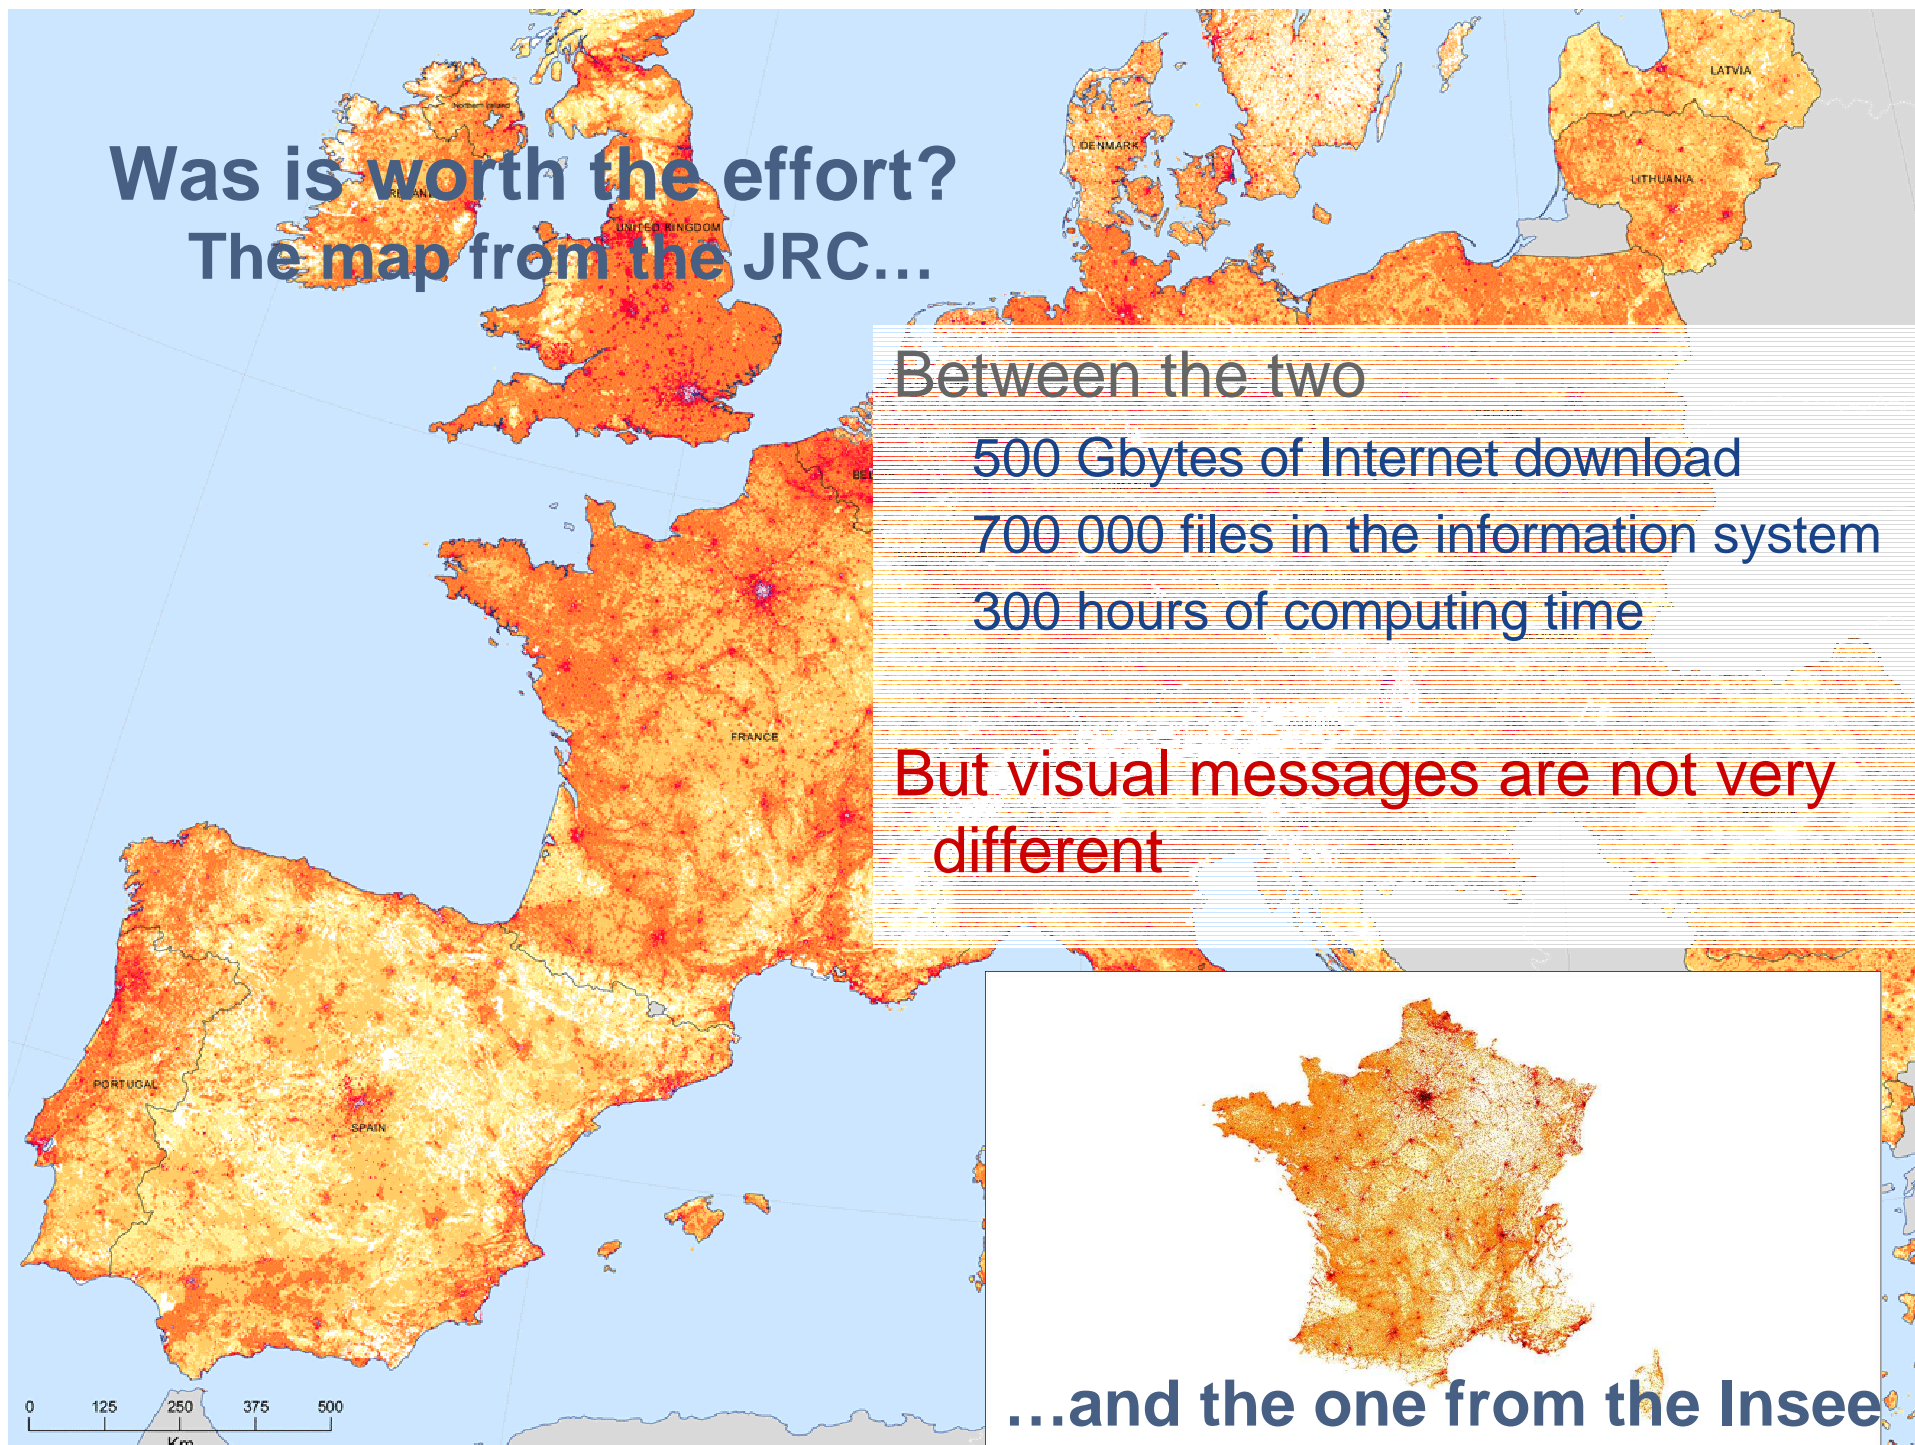 Was is worth the effort?
The map from the JRC…
Between the two
500 Gbytes of Internet download
700 000 files in the information system
300 hours of computing time
But visual messages are not very
different
…and the one from the Insee
LATVIA
LITHUANIA
DENMARK
Northern Ireland
UNITED KINGDOM
FRANCE
PORTUGAL
SPAIN
0 125 250 375 500
Km